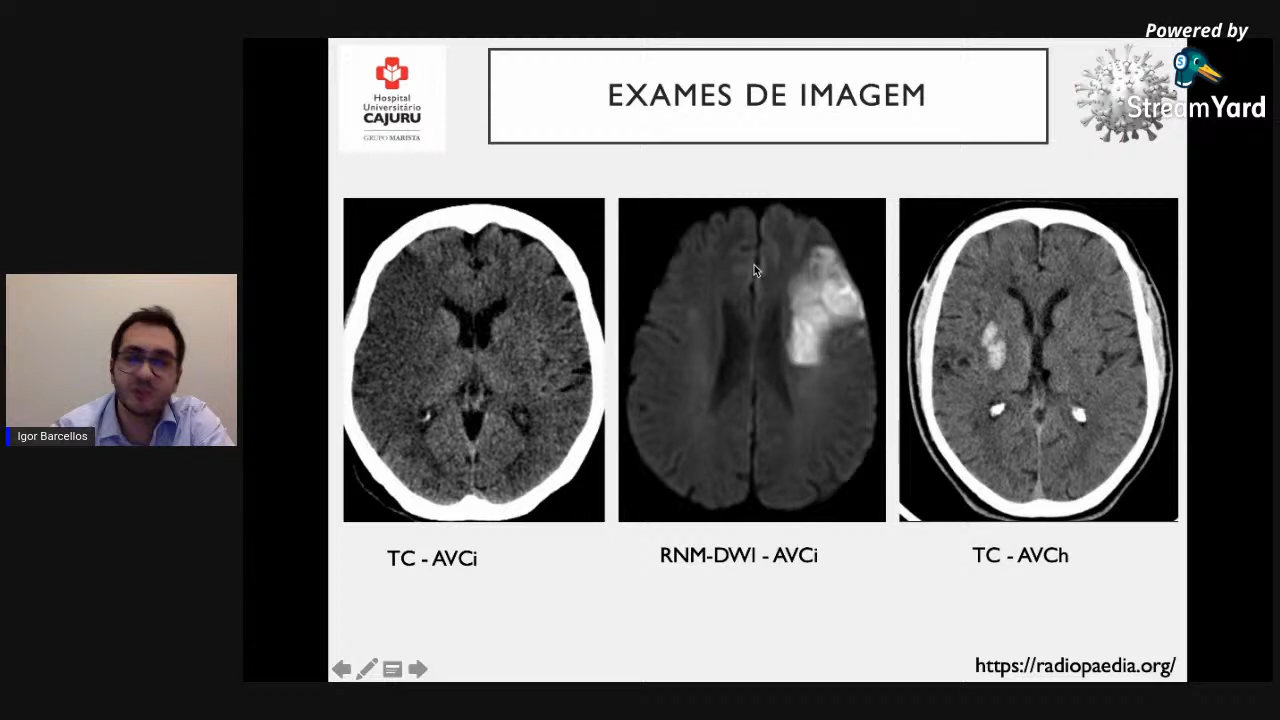 Powered by
StreamYard
Hospital
Universitário
CAJURU
GRUPO MARISTA
EXAMES DE IMAGEM
Igor Barcellos
TC - AVCi
RNM-DWI - AVCi
TC - AVCh
https://radiopaedia.org/